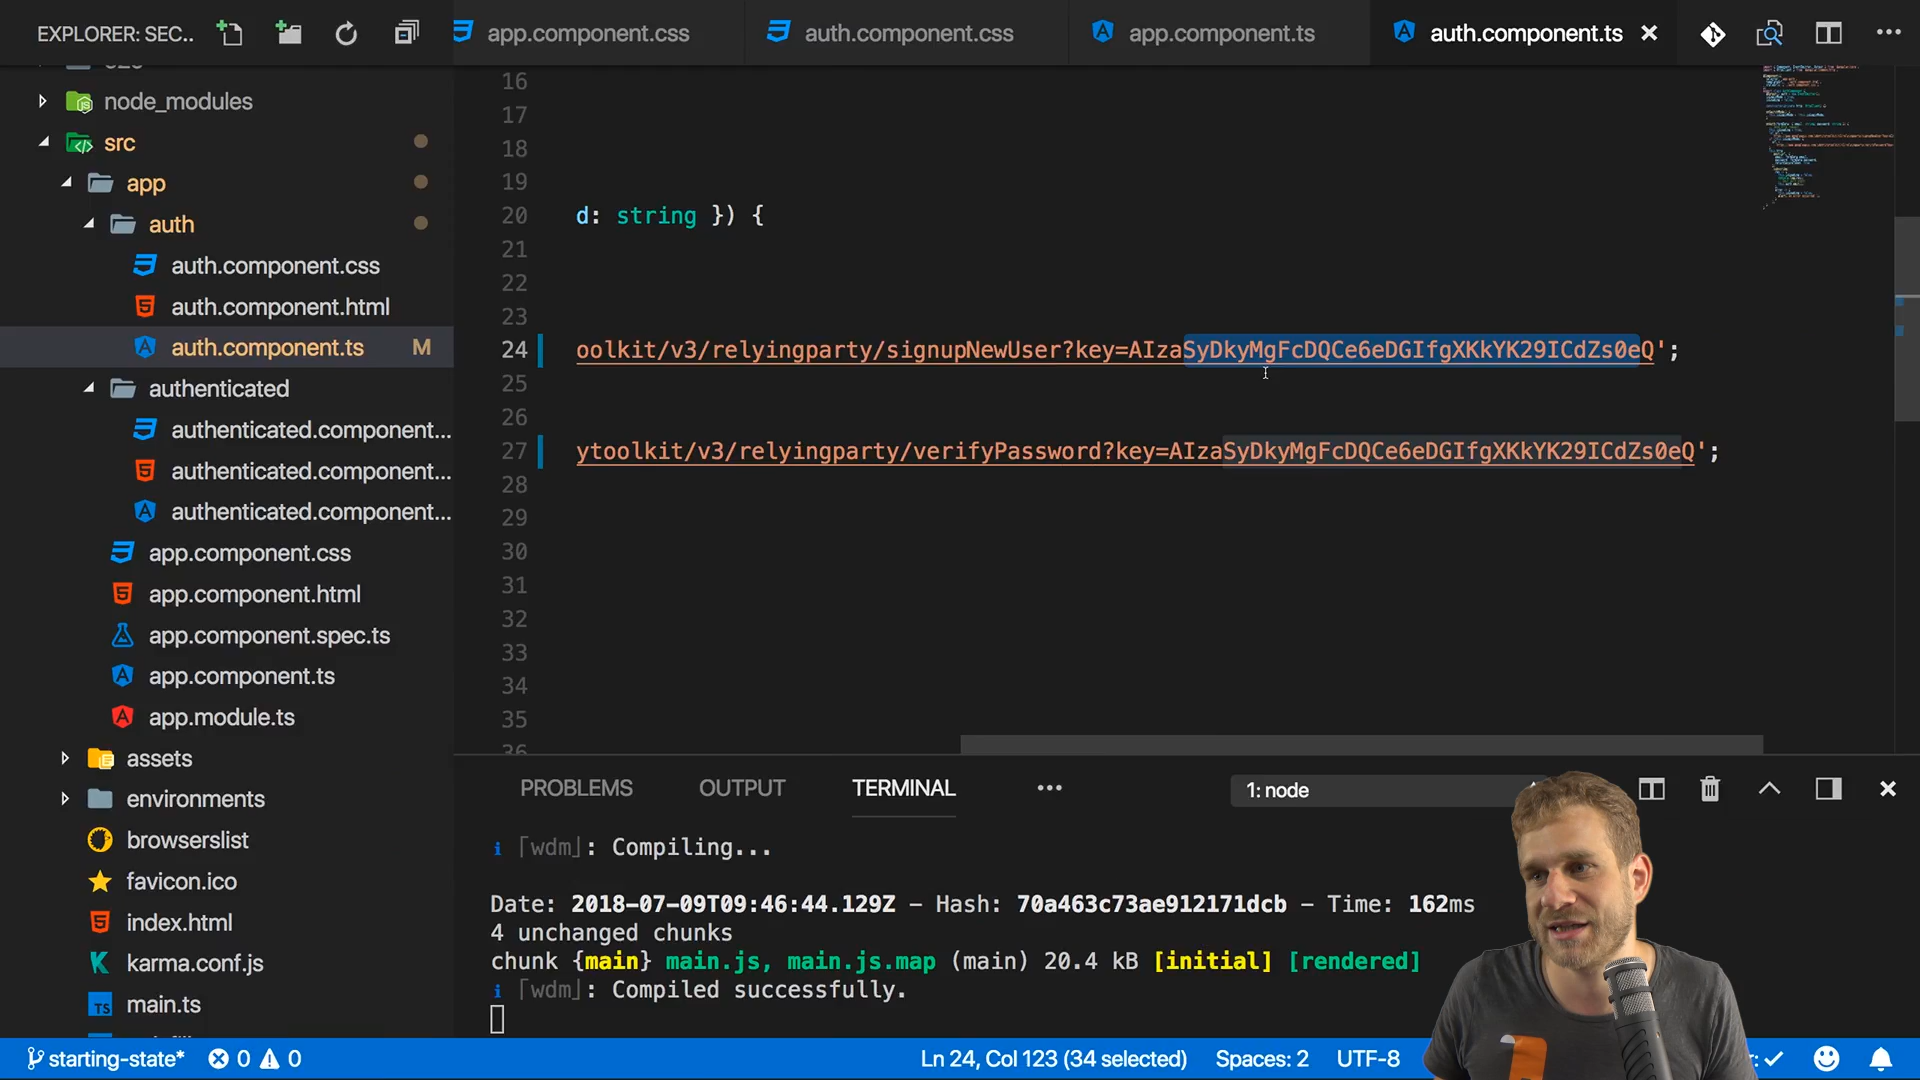 EXPLORER: SEC...
app.component.css
auth.component.css
app.component.ts
auth.component.ts
node_modules
src
app
auth
auth.component.css
auth.component.html
auth.component.ts M
authenticated
authenticated.component...
authenticated.component...
authenticated.component...
app.component.css
app.component.html
app.component.spec.ts
app.component.ts
app.module.ts
assets
environments
browserslist
favicon.ico
index.html
karma.conf.js
main.ts
16
17
18
19
20 d: string }) {
21
22
23
24 oolkit/v3/relyingparty/signupNewUser?key=AIzaSyDkyMgFcDQCe6eDGIfgXKkYK29ICdZs0eQ';
25
26
27 ytoolkit/v3/relyingparty/verifyPassword?key=AIzaSyDkyMgFcDQCe6eDGIfgXKkYK29ICdZs0eQ';
28
29
30
31
32
33
34
35
36
PROBLEMS OUTPUT TERMINAL ••• 1: node
i ｢wdm｣: Compiling...
Date: 2018-07-09T09:46:44.129Z – Hash: 70a463c73ae912171dcb – Time: 162ms
4 unchanged chunks
chunk {main} main.js, main.js.map (main) 20.4 kB [initial] [rendered]
i ｢wdm｣: Compiled successfully.
starting-state* 0 0 Ln 24, Col 123 (34 selected) Spaces: 2 UTF-8